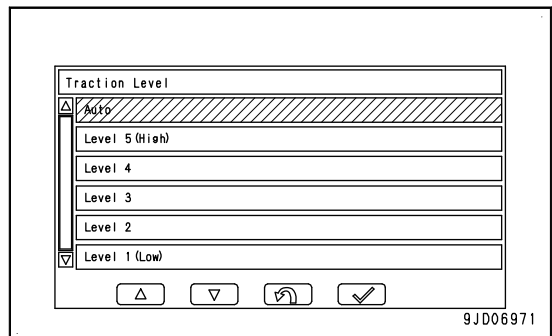 Traction Level
Auto
Level 5(High)
Level 4
Level 3
Level 2
Level 1(Low)
9JD06971